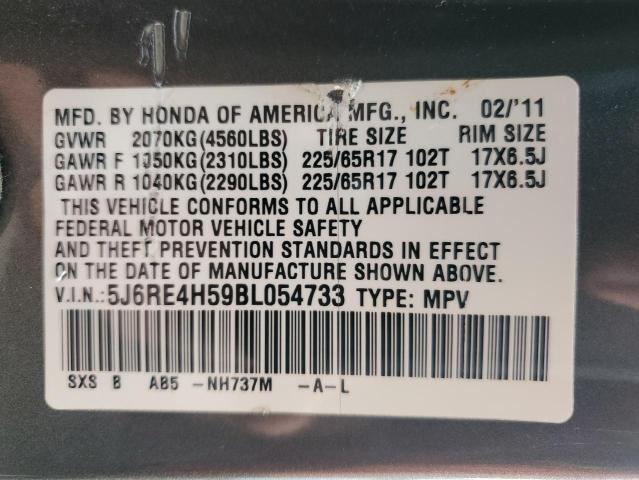 MFD. BY HONDA OF AMERICA MFG., INC. 02/'11
GVWR 2070KG(4560LBS) TIRE SIZE RIM SIZE
GAWR F 1050KG(2310LBS) 225/65R17 102T 17X6.5J
GAWR R 1040KG(2290LBS) 225/65R17 102T 17X6.5J
THIS VEHICLE CONFORMS TO ALL APPLICABLE
FEDERAL MOTOR VEHICLE SAFETY
AND THEFT PREVENTION STANDARDS IN EFFECT
ON THE DATE OF MANUFACTURE SHOWN ABOVE.
V.I.N.:5J6RE4H59BL054733 TYPE: MPV
SXS B AB5 -NH737M -A-L